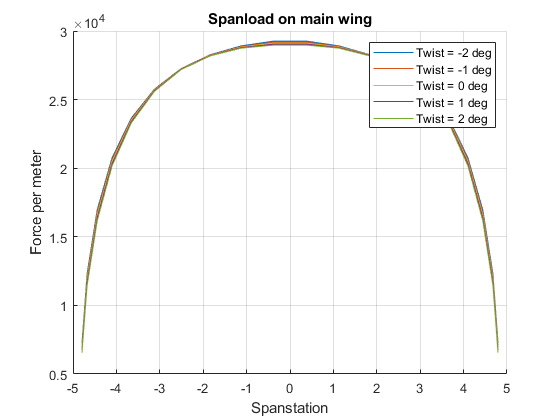 Spanload on main wing
×10⁴
3
2.5
2
1.5
1
0.5
Force per meter
Twist = -2 deg
Twist = -1 deg
Twist = 0 deg
Twist = 1 deg
Twist = 2 deg
-5 -4 -3 -2 -1 0 1 2 3 4 5
Spanstation